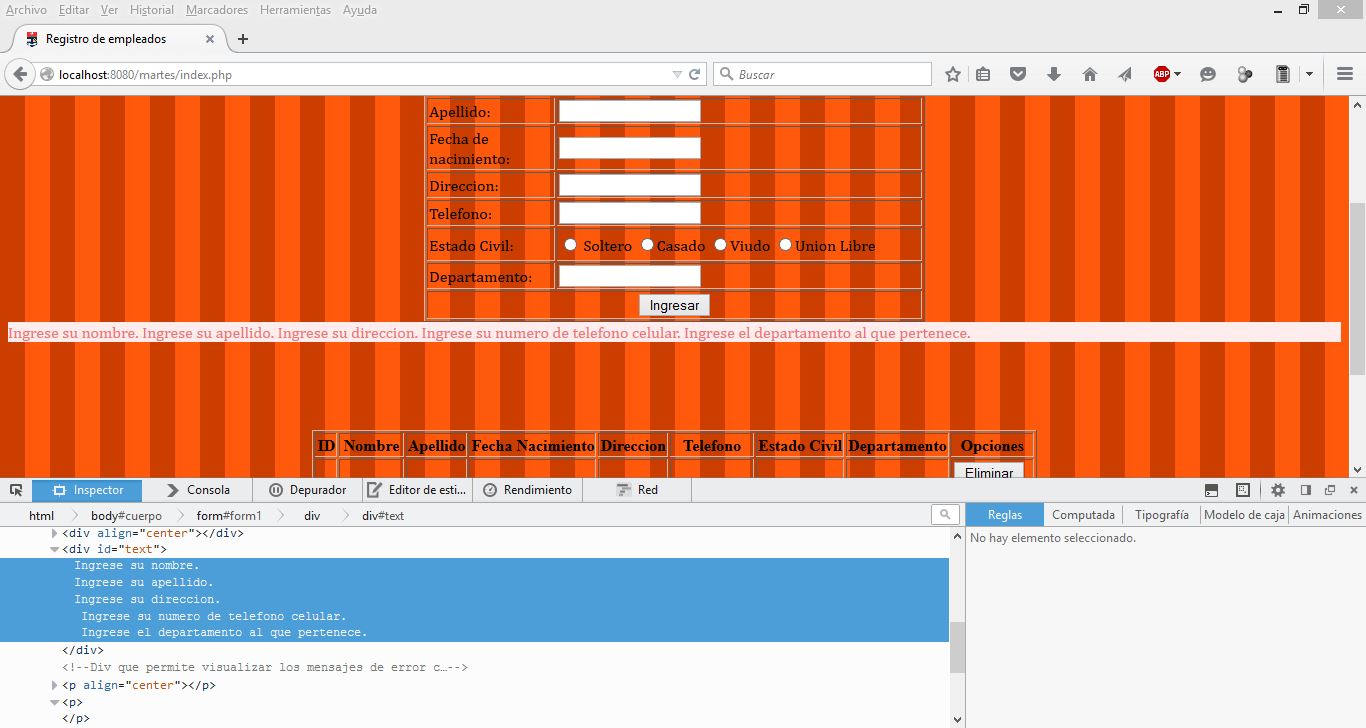 Archivo Editar Ver Historial Marcadores Herramientas Ayuda
Registro de empleados
localhost:8080/martes/index.php
Buscar
ABP
Apellido:
Fecha de
nacimiento:
Direccion:
Telefono:
Estado Civil: Soltero Casado Viudo Union Libre
Departamento:
Ingresar
Ingrese su nombre. Ingrese su apellido. Ingrese su direccion. Ingrese su numero de telefono celular. Ingrese el departamento al que pertenece.
ID Nombre Apellido Fecha Nacimiento Direccion Telefono Estado Civil Departamento Opciones
Eliminar
Inspector Consola Depurador Editor de esti... Rendimiento Red
html body#cuerpo form#form1 div div#text
Reglas Computada Tipografía Modelo de caja Animaciones
No hay elemento seleccionado.
<div align="center"></div>
<div id="text">
Ingrese su nombre.
Ingrese su apellido.
Ingrese su direccion.
Ingrese su numero de telefono celular.
Ingrese el departamento al que pertenece.
</div>
<!--Div que permite visualizar los mensajes de error c…-->
<p align="center"></p>
<p>
</p>